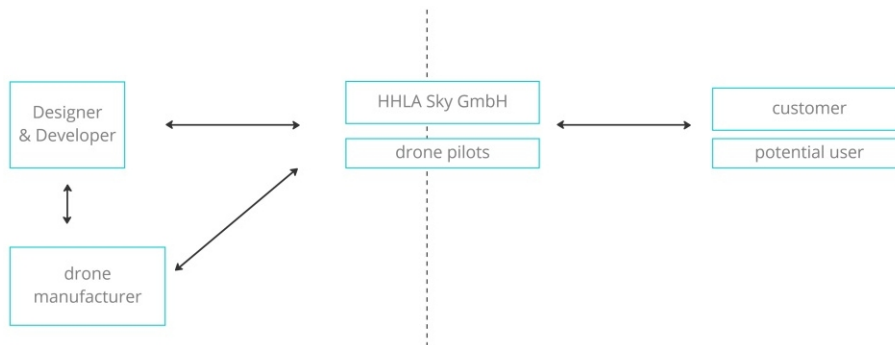 Designer
& Developer
HHLA Sky GmbH
drone pilots
customer
potential user
drone
manufacturer